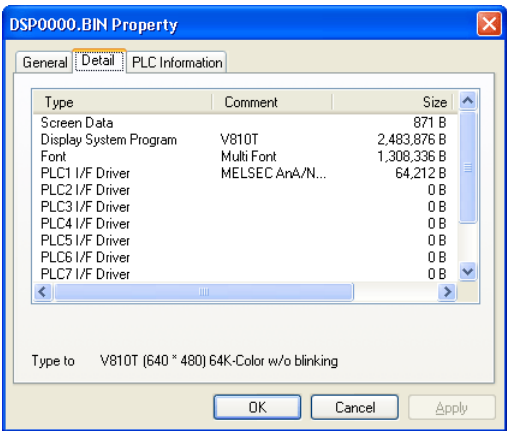 DSP0000.BIN Property
General Detail PLC Information
Type Comment Size
Screen Data 871 B
Display System Program V810T 2,483,876 B
Font Multi Font 1,308,336 B
PLC1 I/F Driver MELSEC AnA/N... 64,212 B
PLC2 I/F Driver 0 B
PLC3 I/F Driver 0 B
PLC4 I/F Driver 0 B
PLC5 I/F Driver 0 B
PLC6 I/F Driver 0 B
PLC7 I/F Driver 0 B
Type to V810T (640 * 480) 64K-Color w/o blinking
OK Cancel Apply